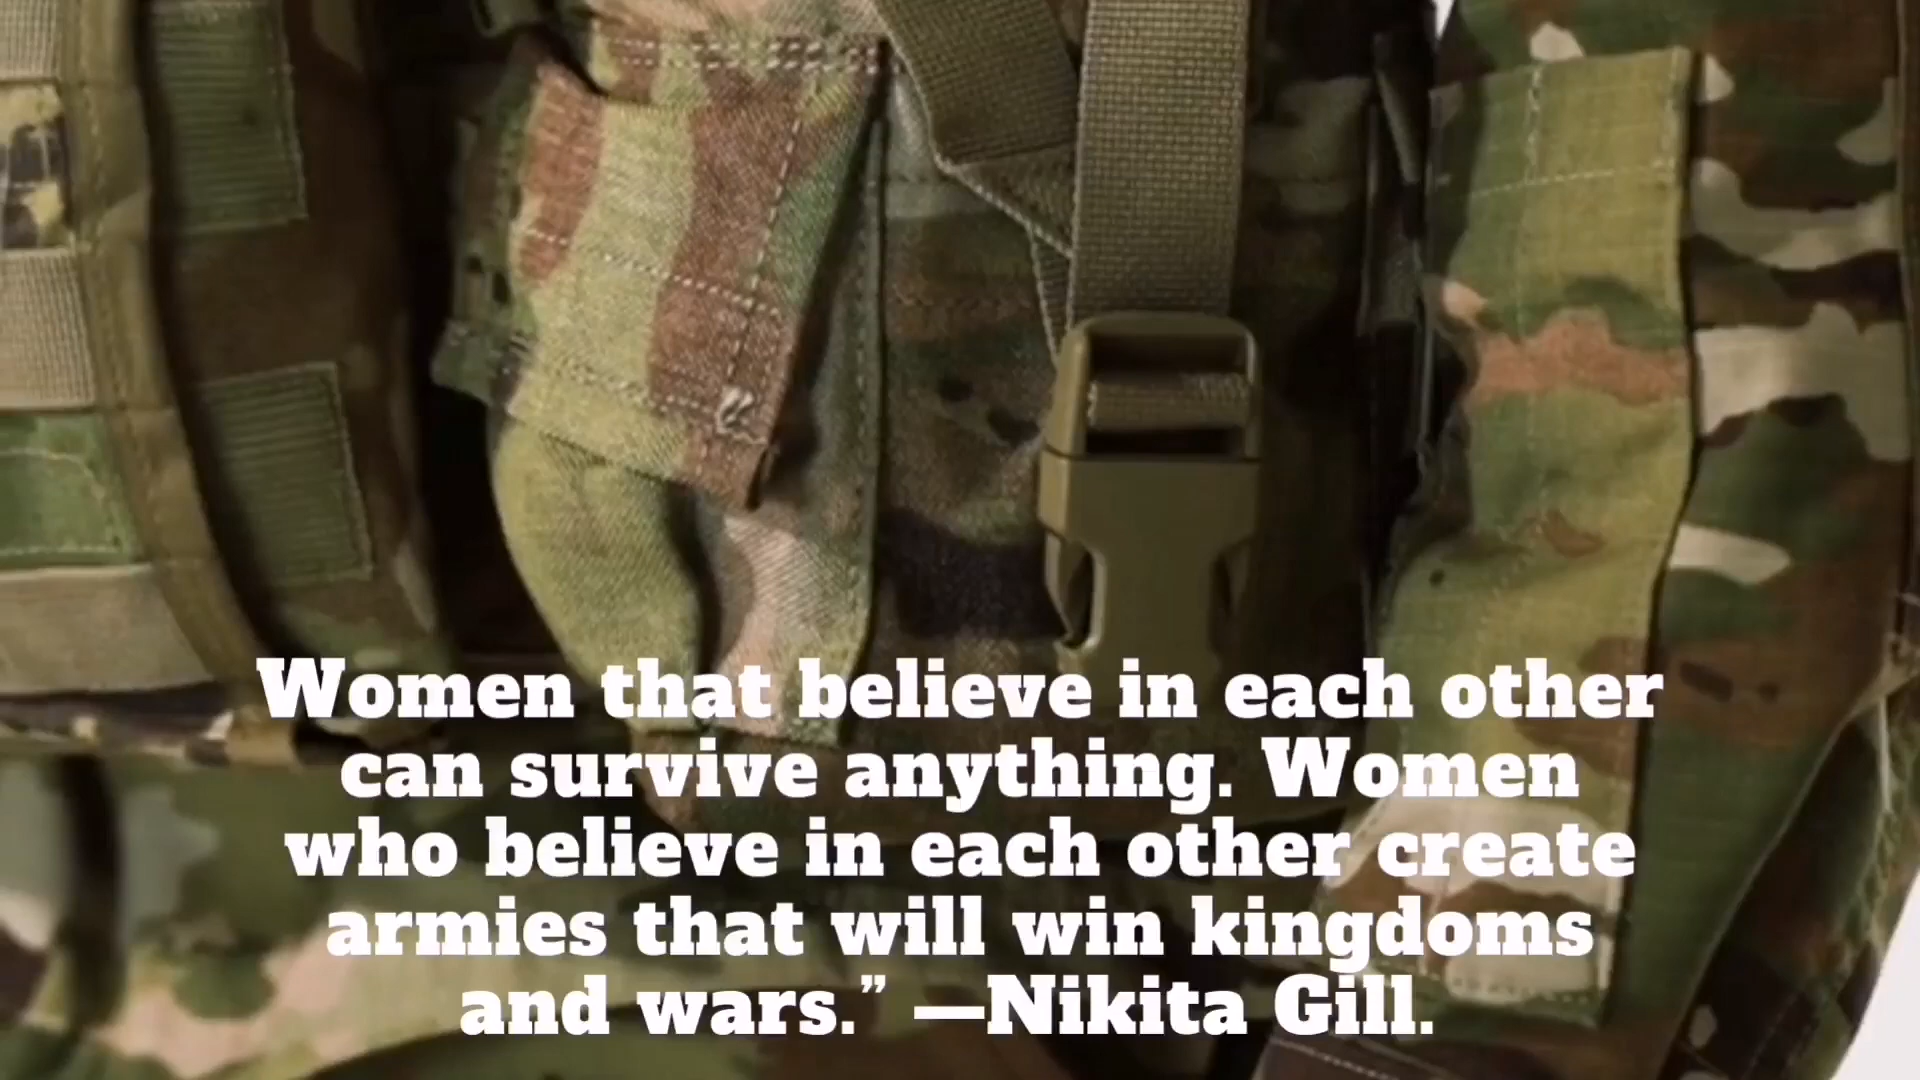 Women that believe in each other
can survive anything. Women
who believe in each other create
armies that will win kingdoms
and wars.” —Nikita Gill.